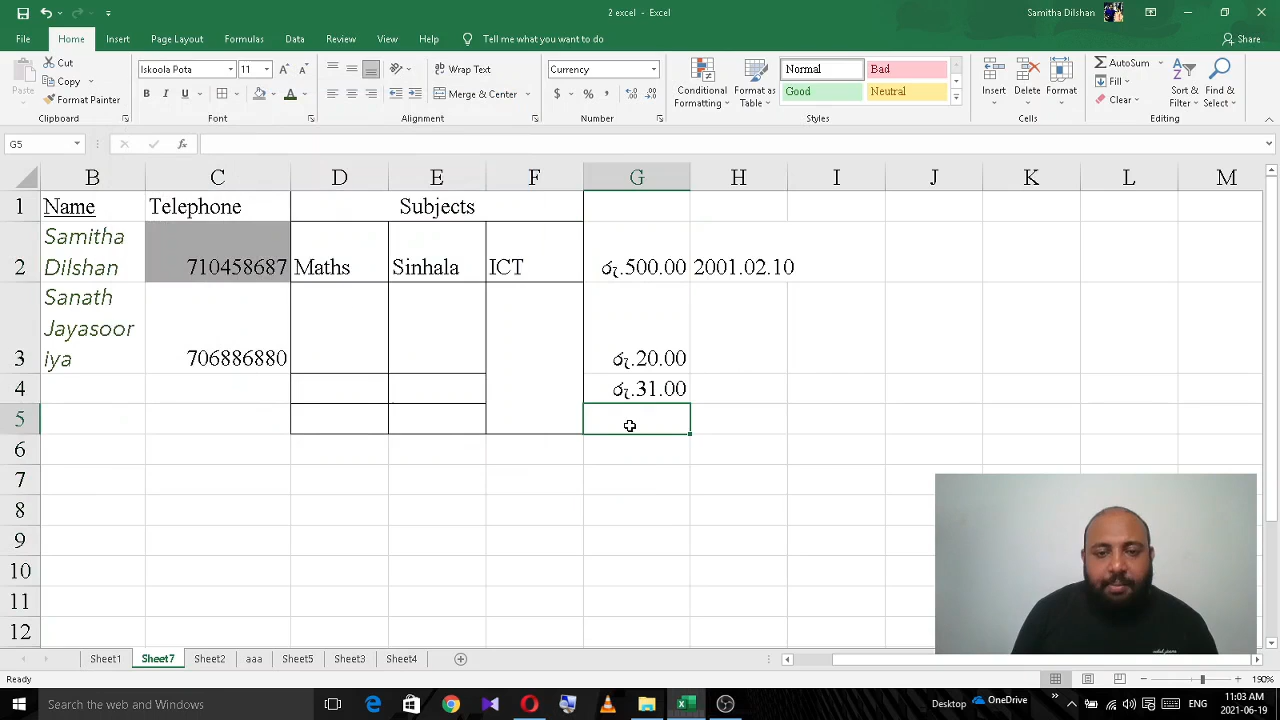 2 excel - Excel
Samitha Dilshan
File Home Insert Page Layout Formulas Data Review View Help Tell me what you want to do Share
Cut
Copy
Format Painter
Paste
Clipboard
Iskoola Pota 11
B I U
Font
Wrap Text
Merge & Center
Alignment
Currency
$ % ,
Number
Conditional Formatting
Format as Table
Normal Bad
Good Neutral
Styles
Insert Delete Format
Cells
AutoSum
Fill
Clear
Sort & Filter
Find & Select
Editing
G5
fx
B C D E F G H I J K L M
1 Name Telephone Subjects
Samitha
2 Dilshan 710458687 Maths Sinhala ICT රු.500.00 2001.02.10
Sanath
Jayasoor
3 iya 706886880 රු.20.00
4 රු.31.00
5
6
7
8
9
10
11
12
Sheet1 Sheet7 Sheet2 aaa Sheet5 Sheet3 Sheet4
Ready
190%
Search the web and Windows
Desktop
OneDrive
ENG
11:03 AM
2021-06-19